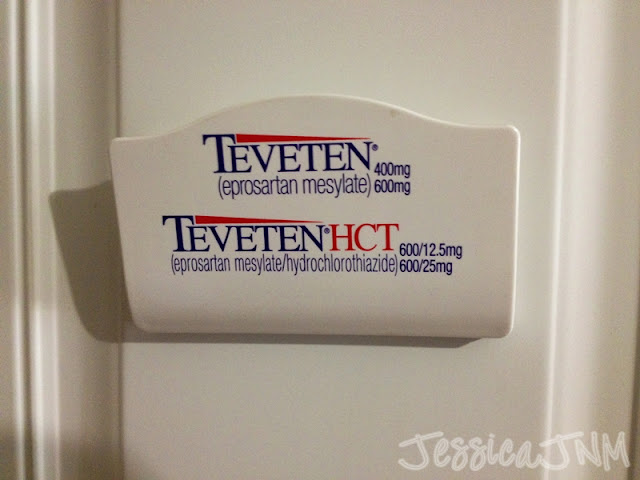 TEVETEN® 400mg
(eprosartan mesylate) 600mg
TEVETEN®HCT 600/12.5mg
(eprosartan mesylate/hydrochlorothiazide) 600/25mg
JessicaJNM